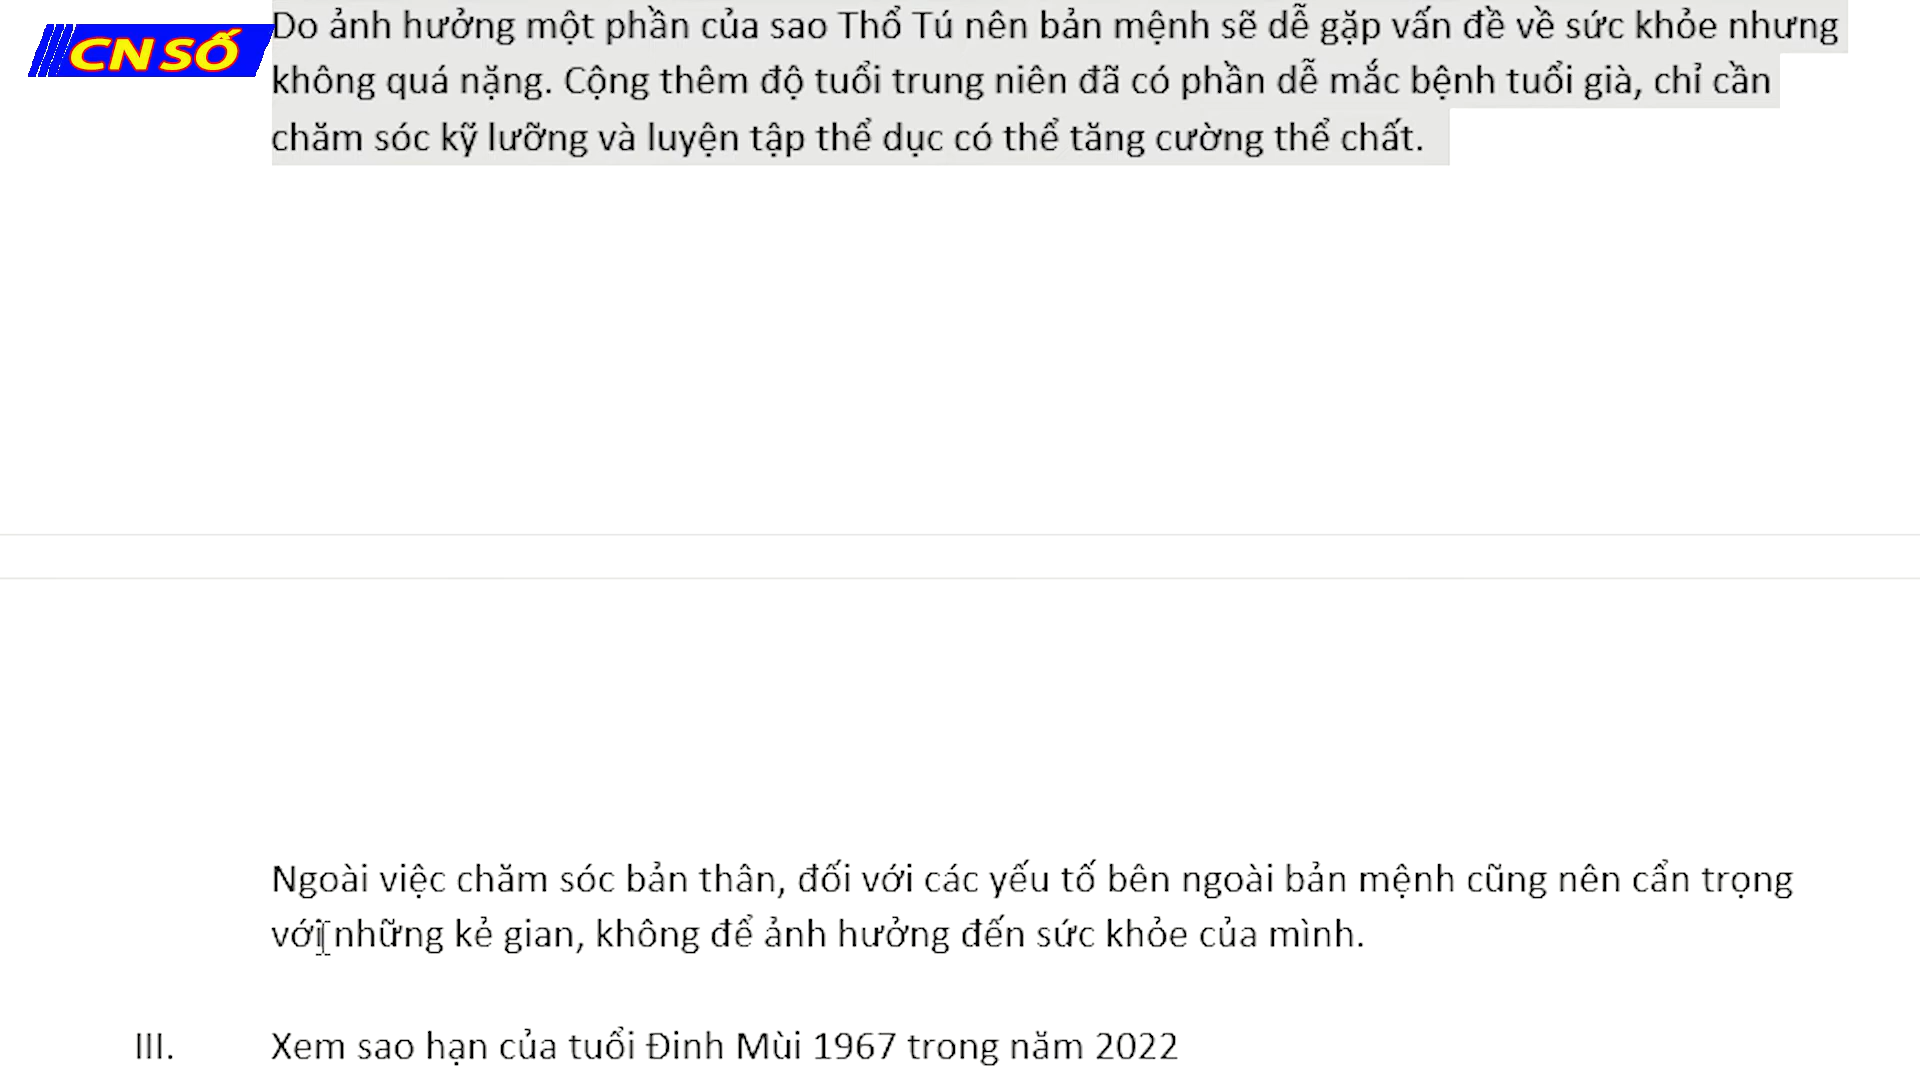 CN SỐ
Do ảnh hưởng một phần của sao Thổ Tú nên bản mệnh sẽ dễ gặp vấn đề về sức khỏe nhưng
không quá nặng. Cộng thêm độ tuổi trung niên đã có phần dễ mắc bệnh tuổi già, chỉ cần
chăm sóc kỹ lưỡng và luyện tập thể dục có thể tăng cường thể chất.
Ngoài việc chăm sóc bản thân, đối với các yếu tố bên ngoài bản mệnh cũng nên cẩn trọng
với những kẻ gian, không để ảnh hưởng đến sức khỏe của mình.
III. Xem sao hạn của tuổi Đinh Mùi 1967 trong năm 2022